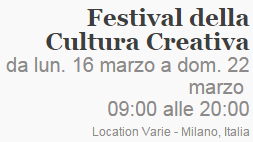 Festival della
Cultura Creativa
da lun. 16 marzo a dom. 22
marzo
09:00 alle 20:00
Location Varie - Milano, Italia